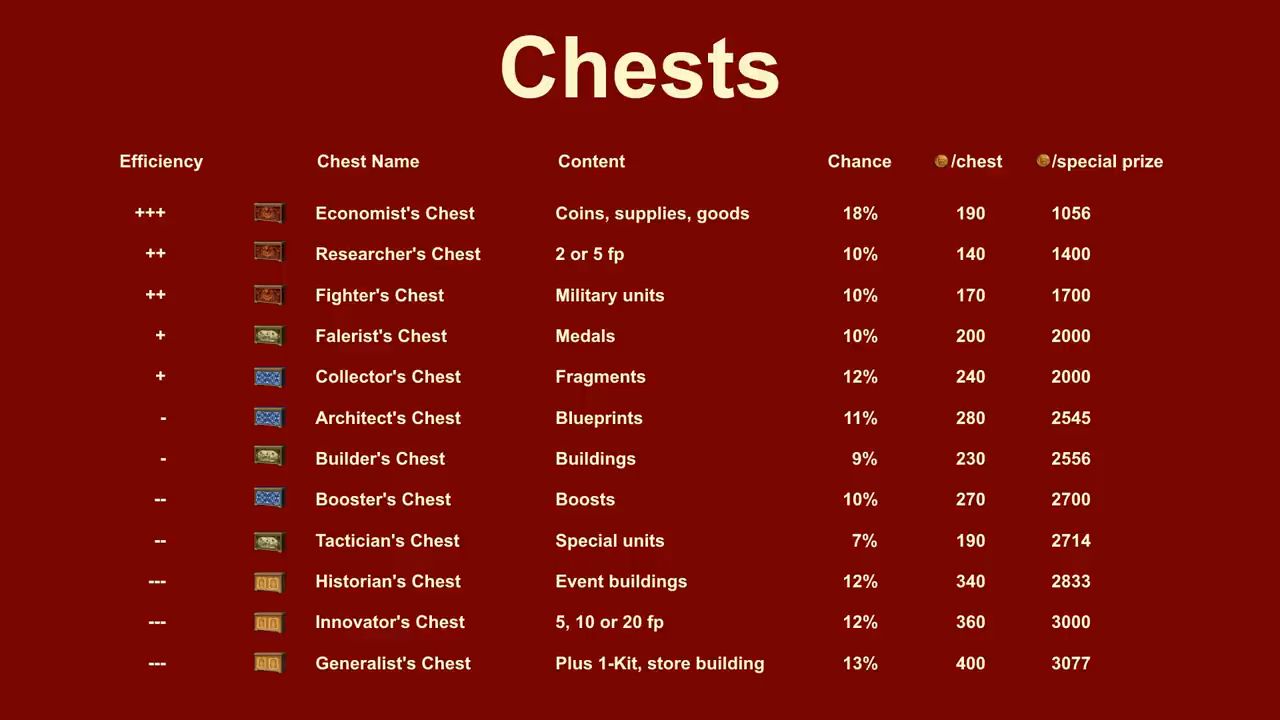 Chests
Efficiency Chest Name Content Chance /chest /special prize
+++ Economist's Chest Coins, supplies, goods 18% 190 1056
++ Researcher's Chest 2 or 5 fp 10% 140 1400
++ Fighter's Chest Military units 10% 170 1700
+ Falerist's Chest Medals 10% 200 2000
+ Collector's Chest Fragments 12% 240 2000
- Architect's Chest Blueprints 11% 280 2545
- Builder's Chest Buildings 9% 230 2556
-- Booster's Chest Boosts 10% 270 2700
-- Tactician's Chest Special units 7% 190 2714
--- Historian's Chest Event buildings 12% 340 2833
--- Innovator's Chest 5, 10 or 20 fp 12% 360 3000
--- Generalist's Chest Plus 1-Kit, store building 13% 400 3077